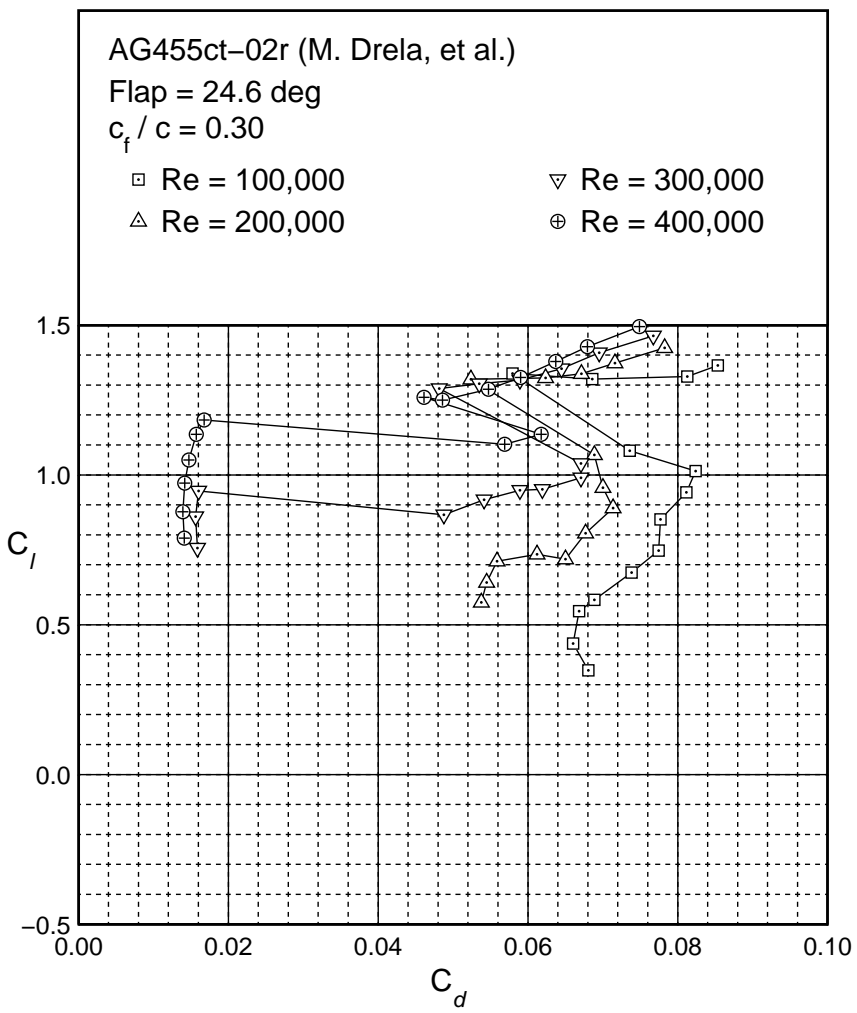 AG455ct−02r (M. Drela, et al.)
Flap = 24.6 deg
c_f / c = 0.30
Re = 100,000
Re = 300,000
Re = 200,000
Re = 400,000
1.5
1.0
C_l
0.5
0.0
−0.5
0.00 0.02 0.04 0.06 0.08 0.10
C_d